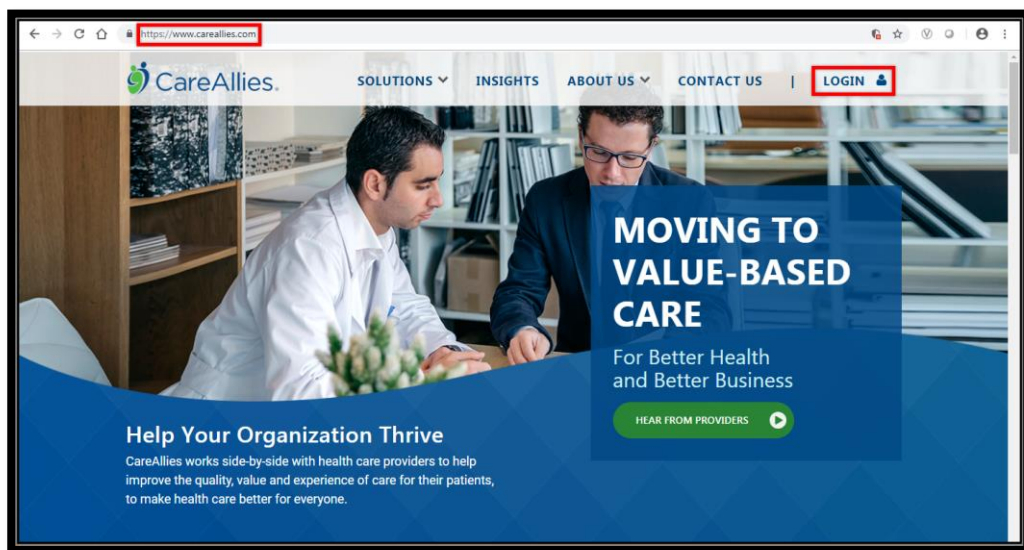 https://www.careallies.com
CareAllies.
SOLUTIONS INSIGHTS ABOUT US CONTACT US | LOGIN
MOVING TO
VALUE-BASED
CARE
For Better Health
and Better Business
HEAR FROM PROVIDERS
Help Your Organization Thrive
CareAllies works side-by-side with health care providers to help
improve the quality, value and experience of care for their patients,
to make health care better for everyone.